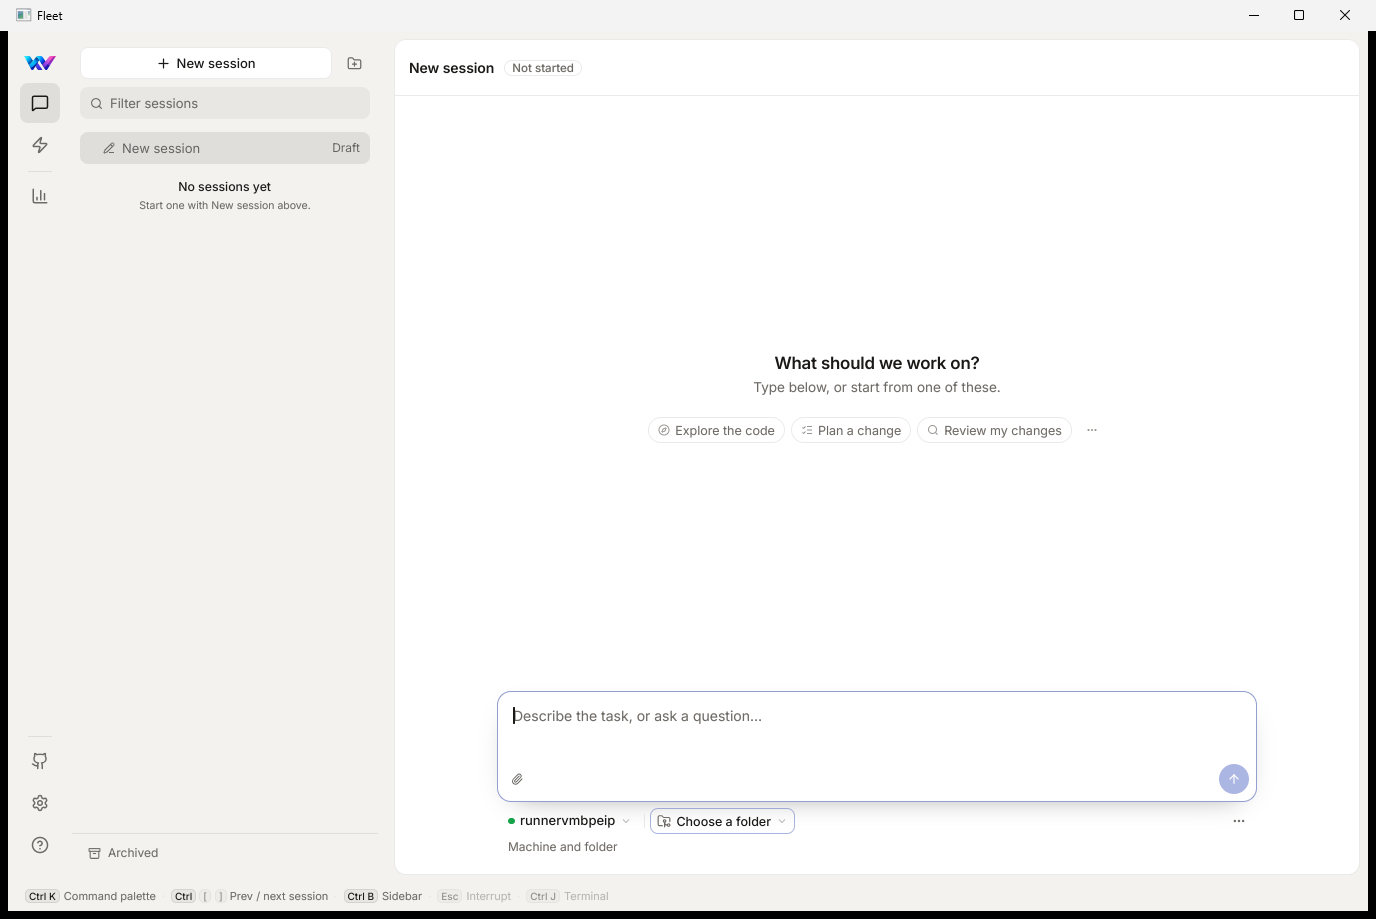 Fleet
New session
Filter sessions
New session Draft
No sessions yet
Start one with New session above.
Archived
New session Not started
What should we work on?
Type below, or start from one of these.
Explore the code Plan a change Review my changes ...
Describe the task, or ask a question...
runnervmbpeip Choose a folder ...
Machine and folder
Ctrl K Command palette Ctrl [ ] Prev / next session Ctrl B Sidebar Esc Interrupt Ctrl J Terminal